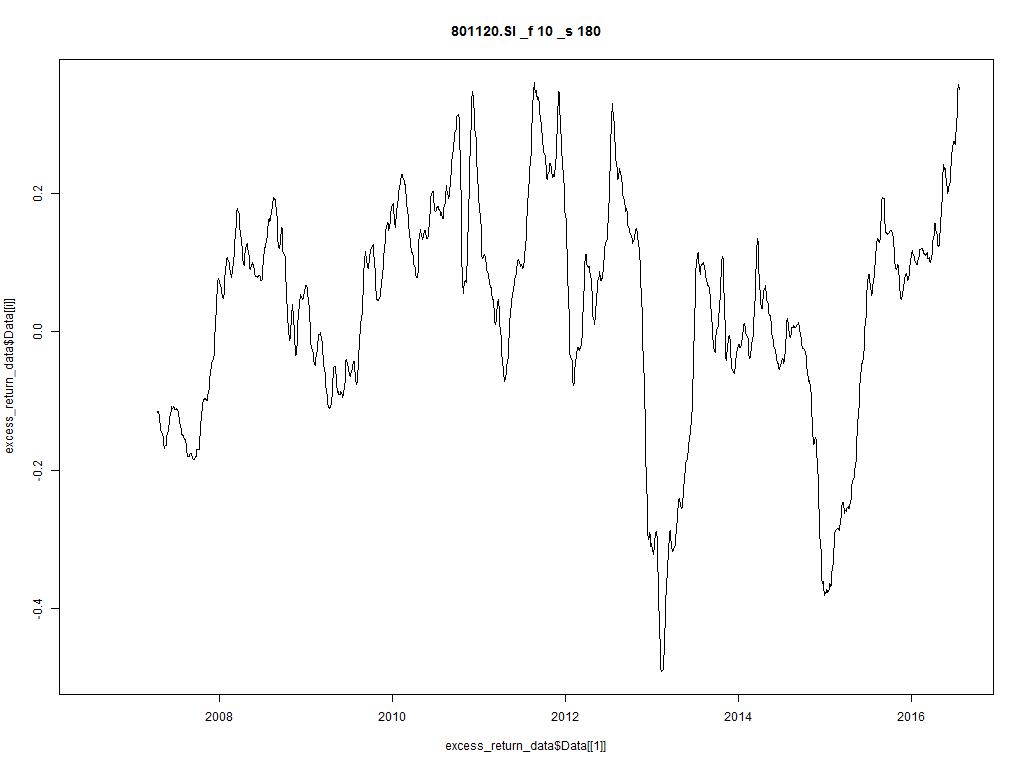 801120.SI _f 10 _s 180
0.2
0.0
-0.2
-0.4
excess_return_data$Data[[i]]
2008 2010 2012 2014 2016
excess_return_data$Data[[1]]